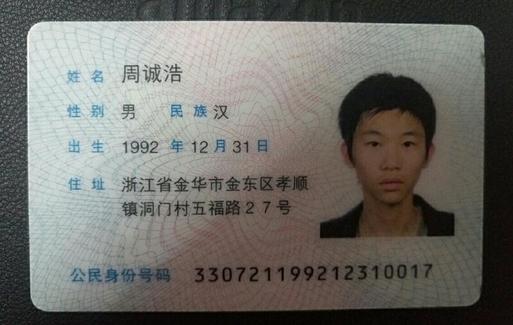 姓名 周诚浩
性别 男 民族 汉
出生 1992 年 12 月 31 日
住址 浙江省金华市金东区孝顺
镇洞门村五福路27号
公民身份号码 330721199212310017